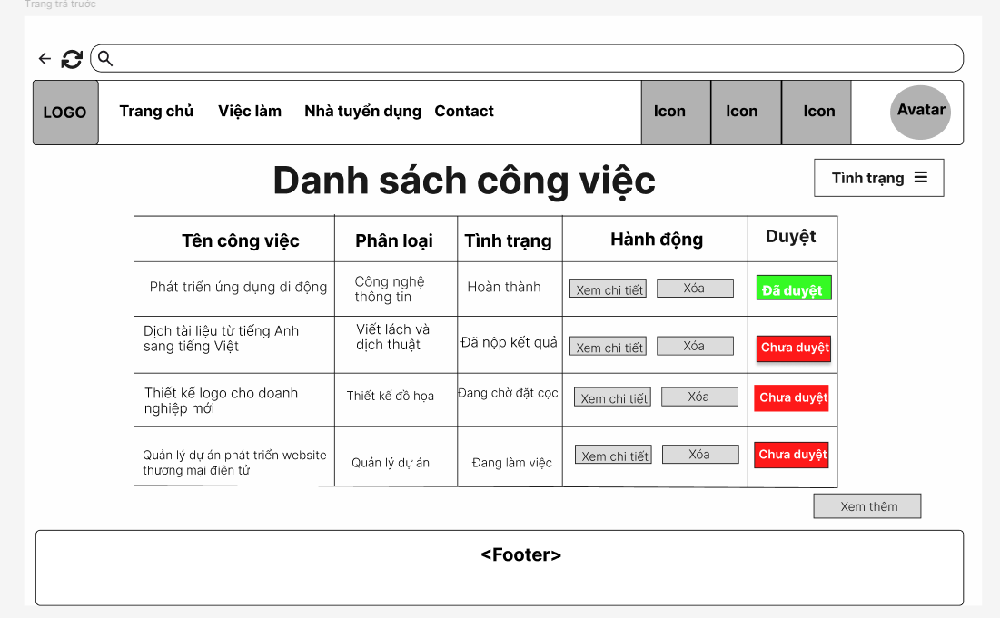 Trang trả trước
LOGO
Trang chủ
Việc làm
Nhà tuyển dụng
Contact
Icon
Icon
Icon
Avatar
Danh sách công việc
Tình trạng
Tên công việc
Phân loại
Tình trạng
Hành động
Duyệt
Phát triển ứng dụng di động
Công nghệ
thông tin
Hoàn thành
Xem chi tiết
Xóa
Đã duyệt
Dịch tài liệu từ tiếng Anh
sang tiếng Việt
Viết lách và
dịch thuật
Đã nộp kết quả
Xem chi tiết
Xóa
Chưa duyệt
Thiết kế logo cho doanh
nghiệp mới
Thiết kế đồ họa
Đang chờ đặt cọc
Xem chi tiết
Xóa
Chưa duyệt
Quản lý dự án phát triển website
thương mại điện tử
Quản lý dự án
Đang làm việc
Xem chi tiết
Xóa
Chưa duyệt
Xem thêm
<Footer>